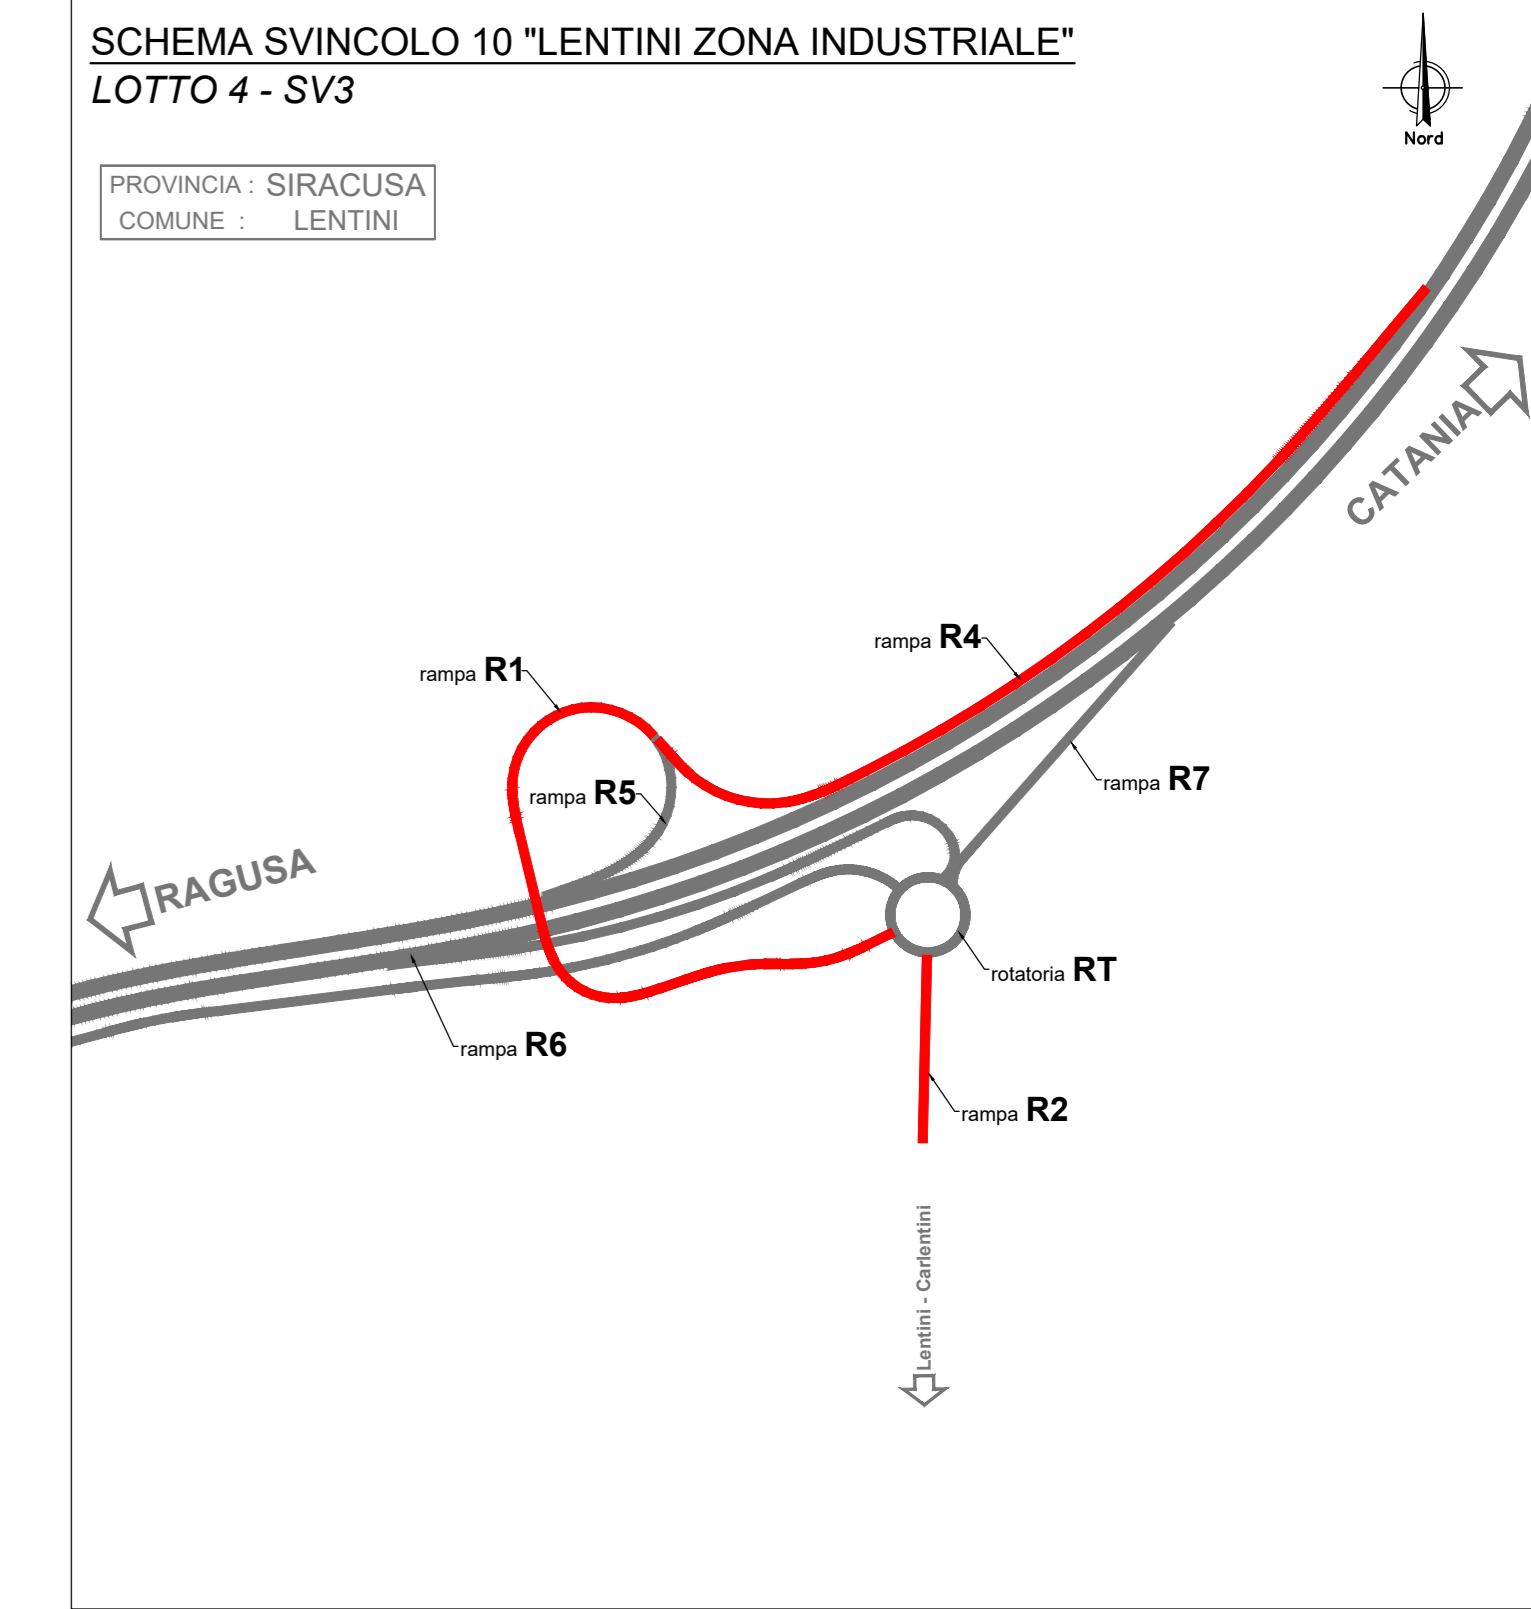 SCHEMA SVINCOLO 10 "LENTINI ZONA INDUSTRIALE"
LOTTO 4 - SV3
Nord
PROVINCIA : SIRACUSA
COMUNE : LENTINI
CATANIA
rampa R4
rampa R1
rampa R7
rampa R5
RAGUSA
rotatoria RT
rampa R6
rampa R2
Lentini - Carlentini